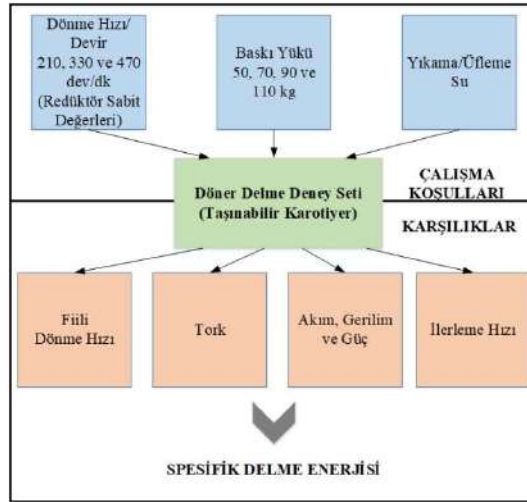 Dönme Hızı/
Devir
210, 330 ve 470
dev/dk
(Redüktör Sabit
Değerleri)
Baskı Yükü
50, 70, 90 ve
110 kg
Yıkama/Üfleme
Su
Döner Delme Deney Seti
(Taşınabilir Karotiyer)
ÇALIŞMA
KOŞULLARI
KARŞILIKLAR
Fiili
Dönme Hızı
Tork
Akım, Gerilim
ve Güç
İlerleme Hızı
SPESİFİK DELME ENERJİSİ